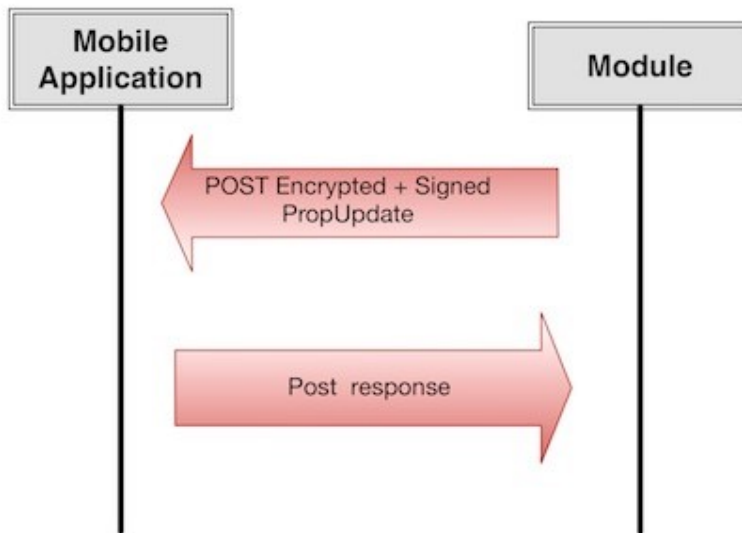 Mobile
Application
Module
POST Encrypted + Signed
PropUpdate
Post response